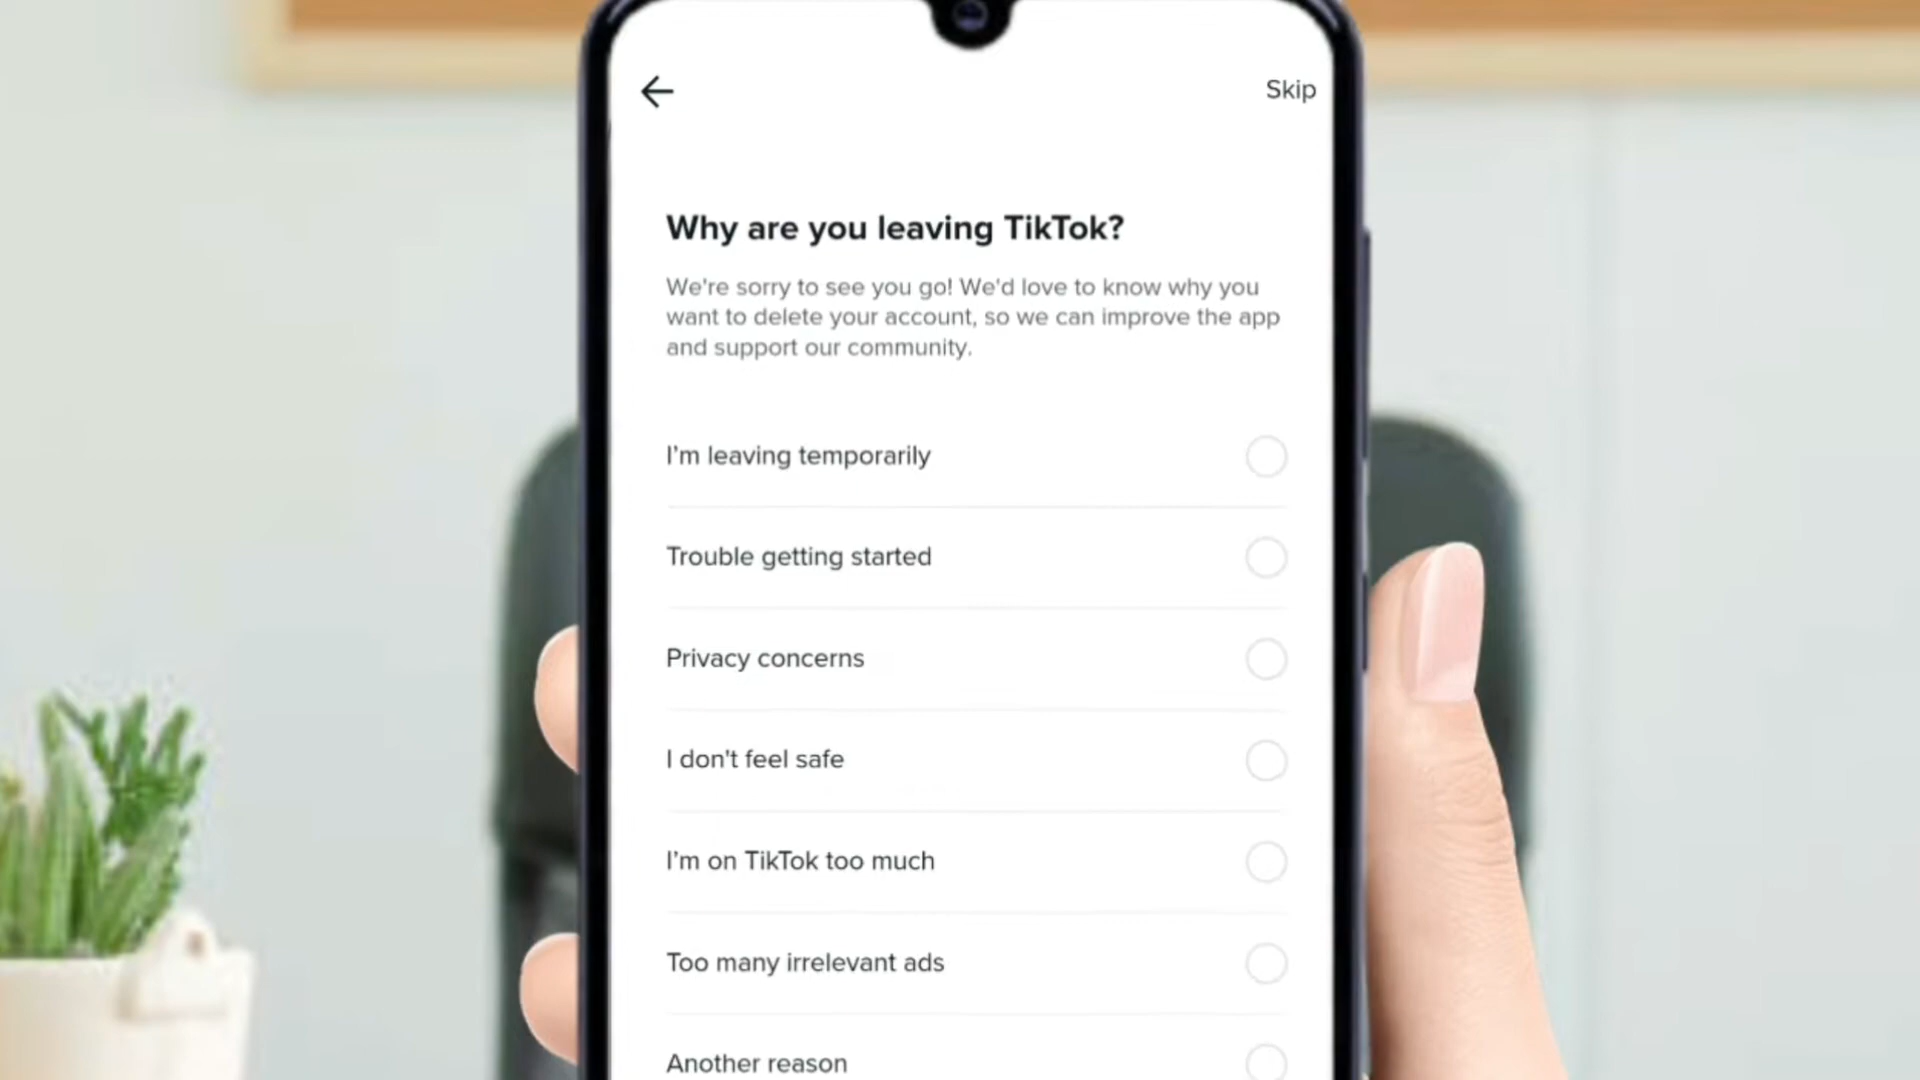 Skip
Why are you leaving TikTok?
We're sorry to see you go! We'd love to know why you
want to delete your account, so we can improve the app
and support our community.
I'm leaving temporarily
Trouble getting started
Privacy concerns
I don't feel safe
I'm on TikTok too much
Too many irrelevant ads
Another reason